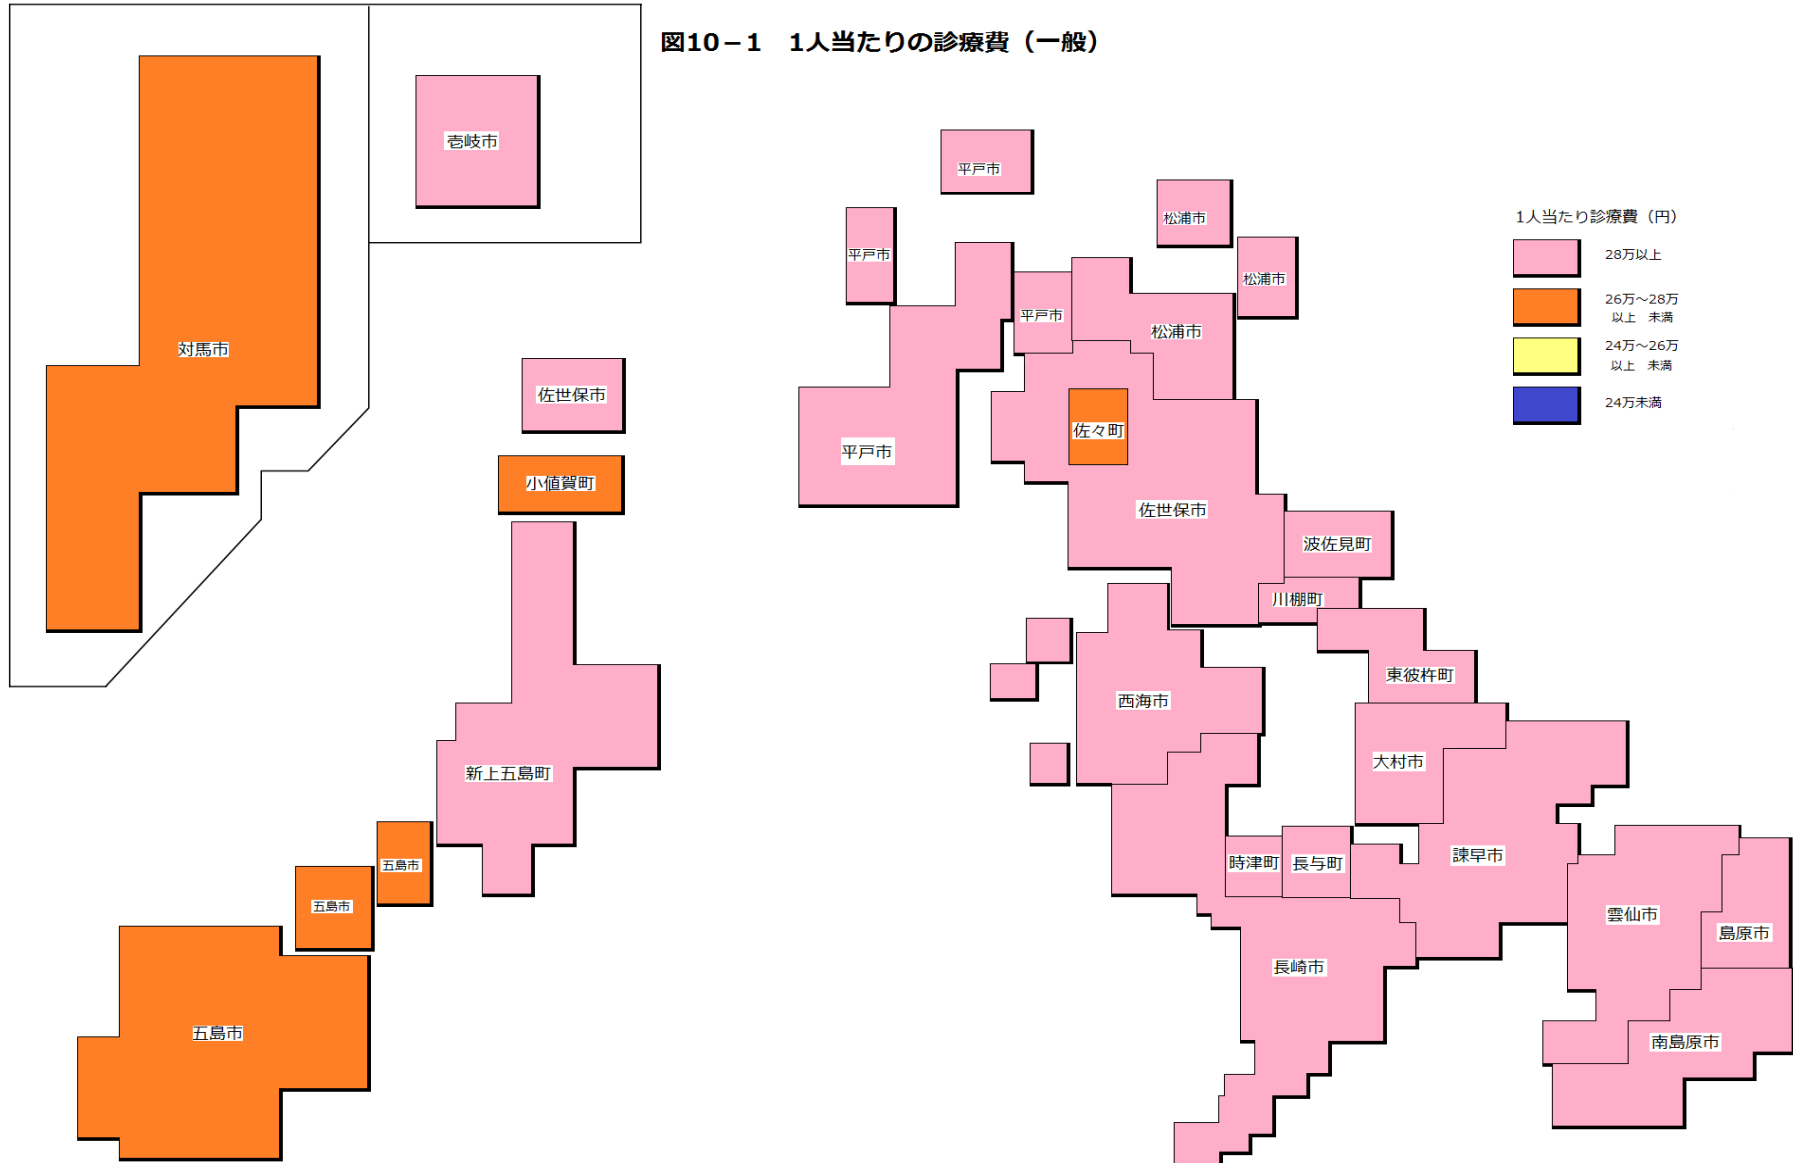 図10－1　1人当たりの診療費（一般）
壱岐市
平戸市
松浦市
平戸市
松浦市
平戸市
松浦市
対馬市
佐世保市
佐々町
平戸市
小値賀町
佐世保市
波佐見町
川棚町
東彼杵町
西海市
大村市
新上五島町
諫早市
時津町
長与町
五島市
五島市
雲仙市
島原市
長崎市
五島市
南島原市
1人当たり診療費（円）
28万以上
26万～28万
以上　未満
24万～26万
以上　未満
24万未満